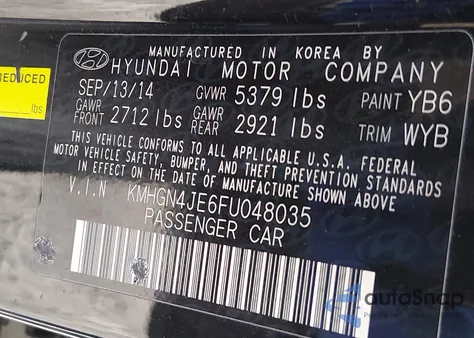 REDUCED
lbs
MANUFACTURED IN KOREA BY
HYUNDAI MOTOR COMPANY
SEP/13/14 GVWR 5379 lbs PAINT YB6
GAWR FRONT 2712 lbs GAWR REAR 2921 lbs TRIM WYB
THIS VEHICLE CONFORMS TO ALL APPLICABLE U.S.A. FEDERAL
MOTOR VEHICLE SAFETY, BUMPER, AND THEFT PREVENTION STANDARDS
IN EFFECT ON THE DATE OF MANUFACTURE SHOWN ABOVE
V.I.N KMHGN4JE6FU048035
PASSENGER CAR
autoSnap